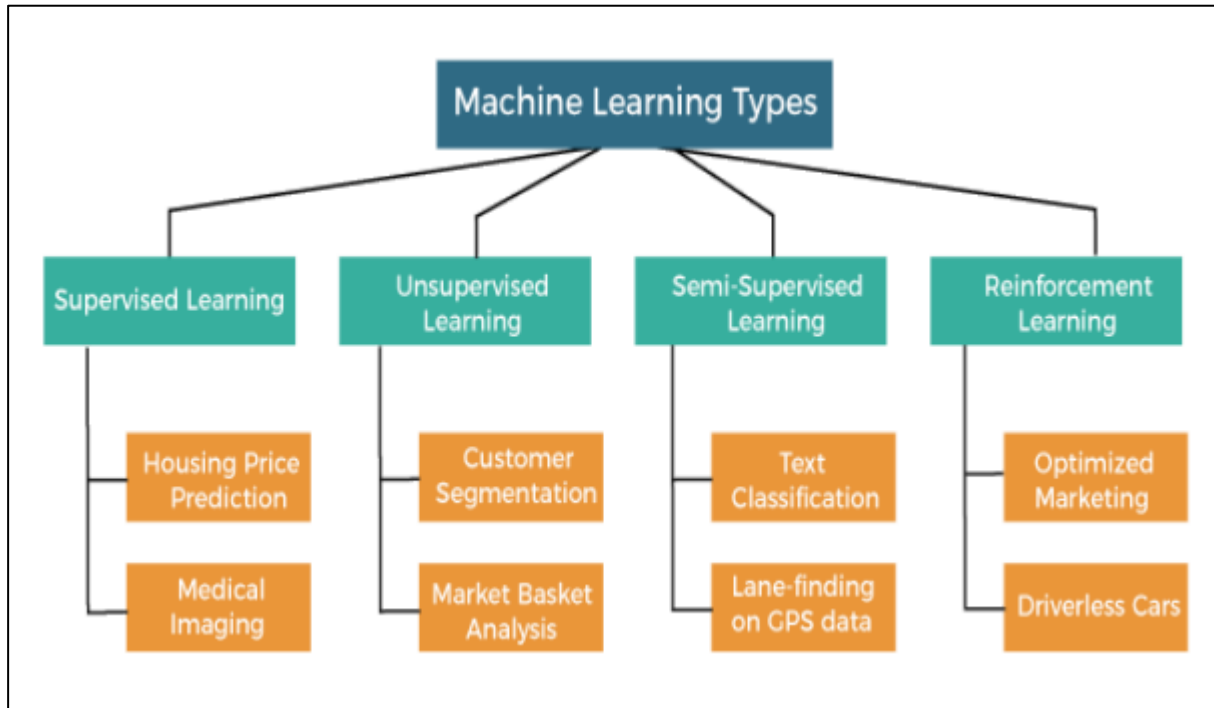 Machine Learning Types
Supervised Learning
Unsupervised
Learning
Semi-Supervised
Learning
Reinforcement
Learning
Housing Price
Prediction
Customer
Segmentation
Text
Classification
Optimized
Marketing
Medical
Imaging
Market Basket
Analysis
Lane-finding
on GPS data
Driverless Cars